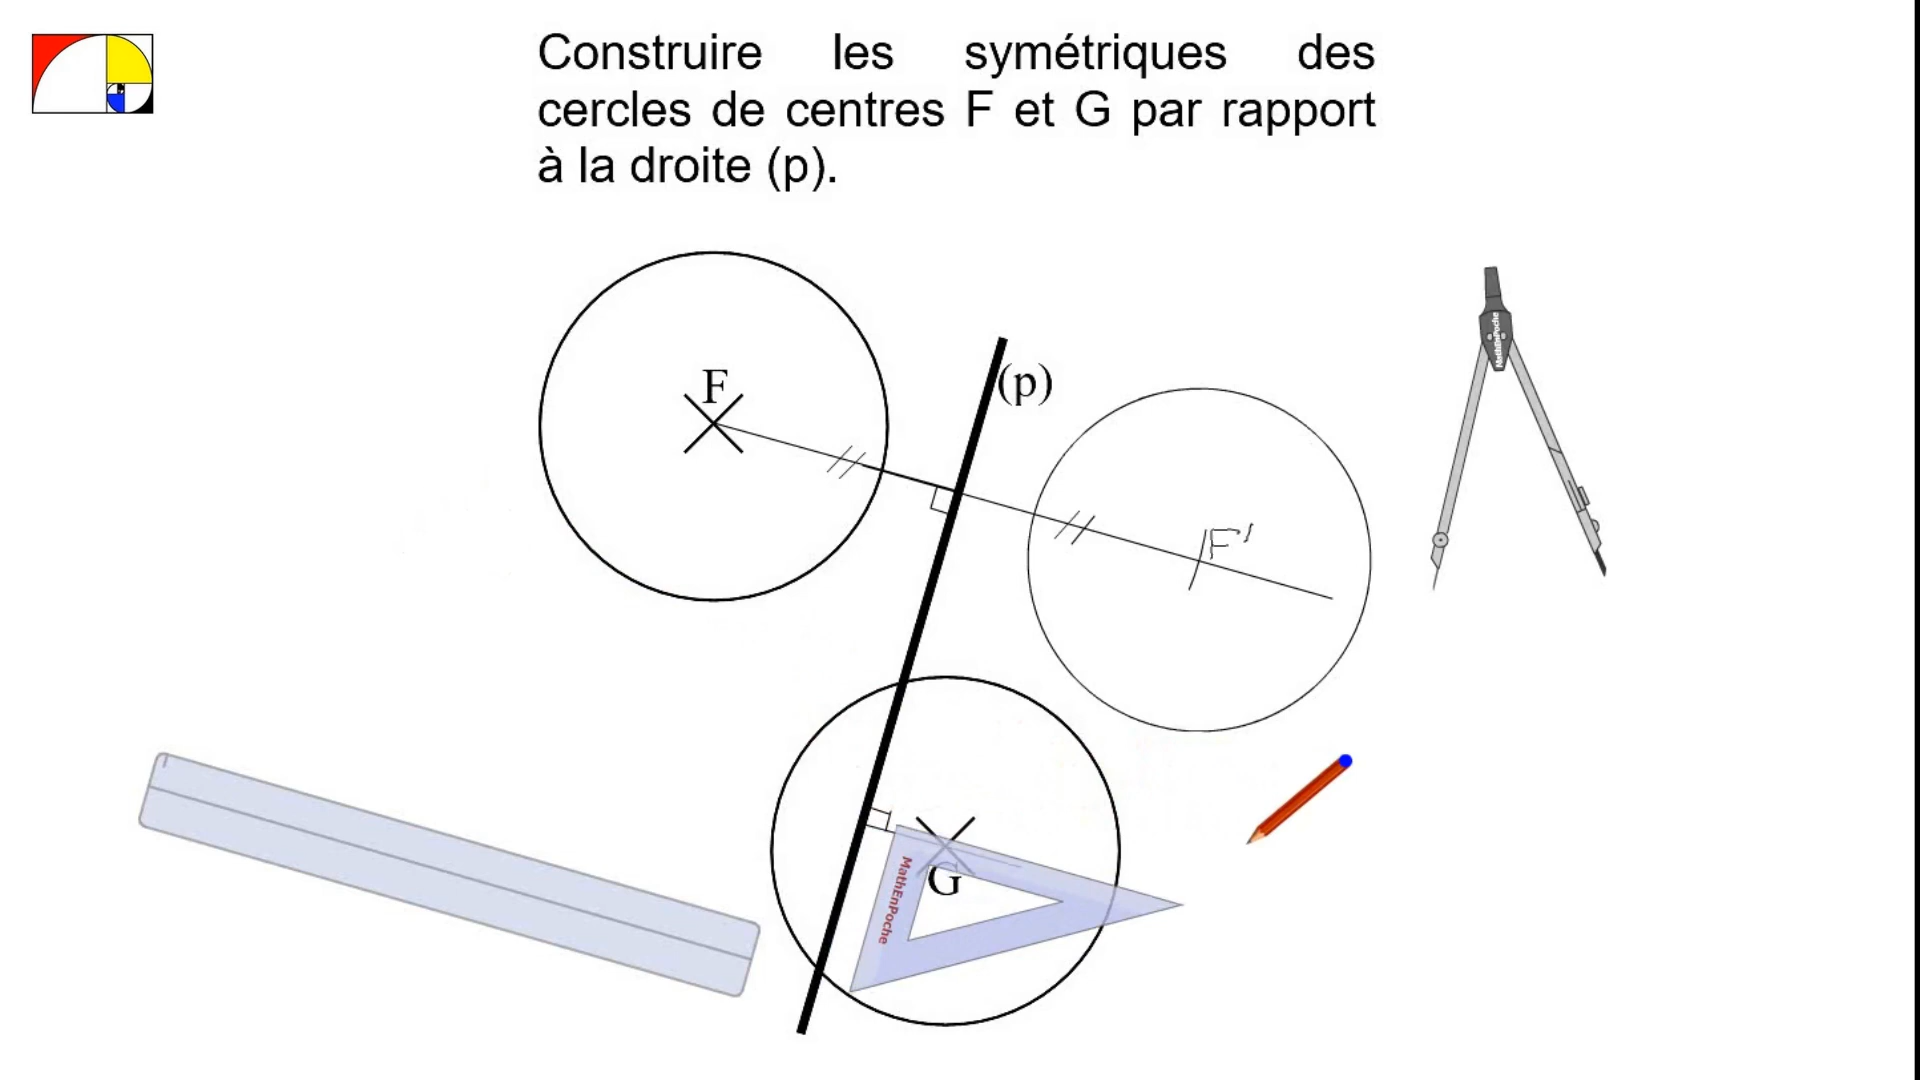 Construire les symétriques des
cercles de centres F et G par rapport
à la droite (p).
F
(p)
F'
G
MathEnPoche
MathEnPoche